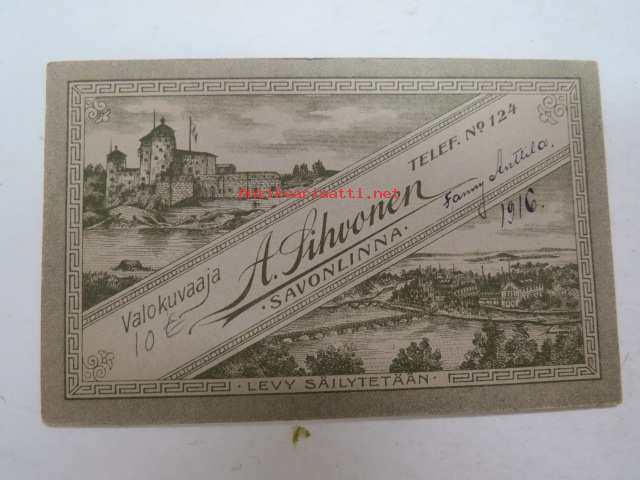 Valokuvaaja
A. Sihvonen
TELEF. No 124
SAVONLINNA.
Fanny Anttila.
1916.
10 €
· LEVY SÄILYTETÄÄN ·
Antikvariaatti.net